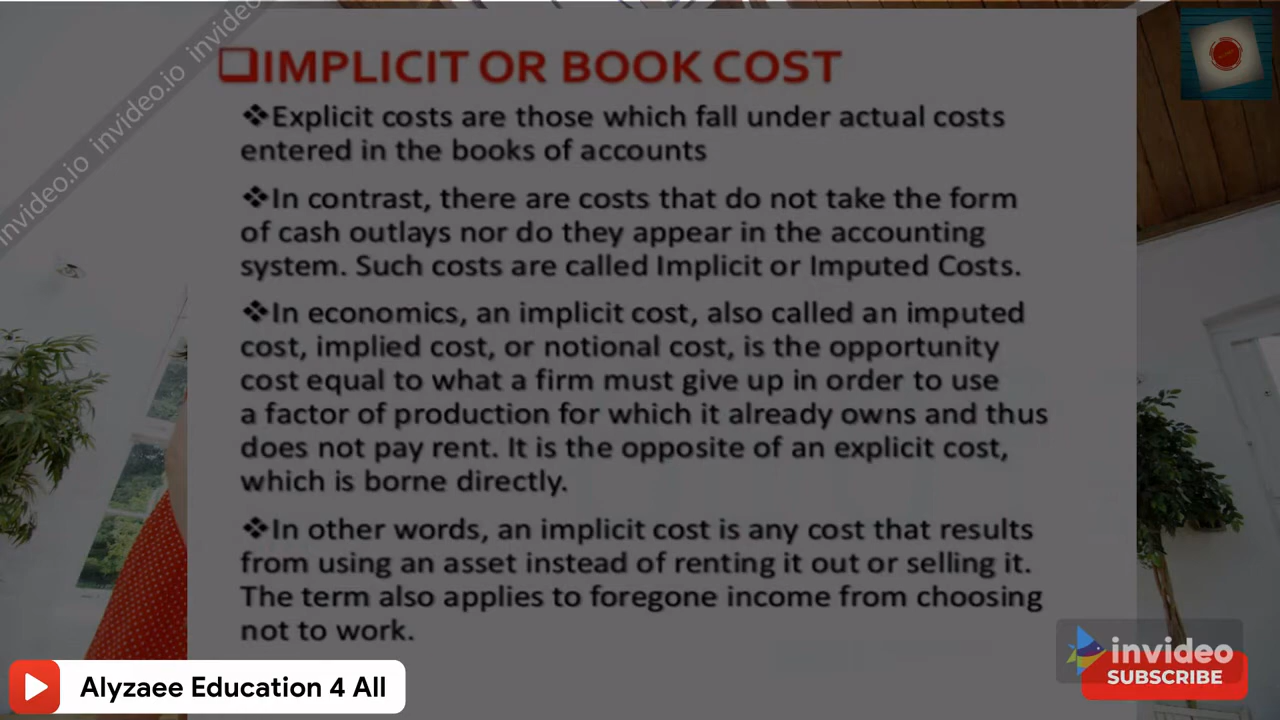 invideo.io invideo.io invideo
❑IMPLICIT OR BOOK COST
❖Explicit costs are those which fall under actual costs
entered in the books of accounts
❖In contrast, there are costs that do not take the form
of cash outlays nor do they appear in the accounting
system. Such costs are called Implicit or Imputed Costs.
❖In economics, an implicit cost, also called an imputed
cost, implied cost, or notional cost, is the opportunity
cost equal to what a firm must give up in order to use
a factor of production for which it already owns and thus
does not pay rent. It is the opposite of an explicit cost,
which is borne directly.
❖In other words, an implicit cost is any cost that results
from using an asset instead of renting it out or selling it.
The term also applies to foregone income from choosing
not to work.
invideo
SUBSCRIBE
Alyzaee Education 4 All